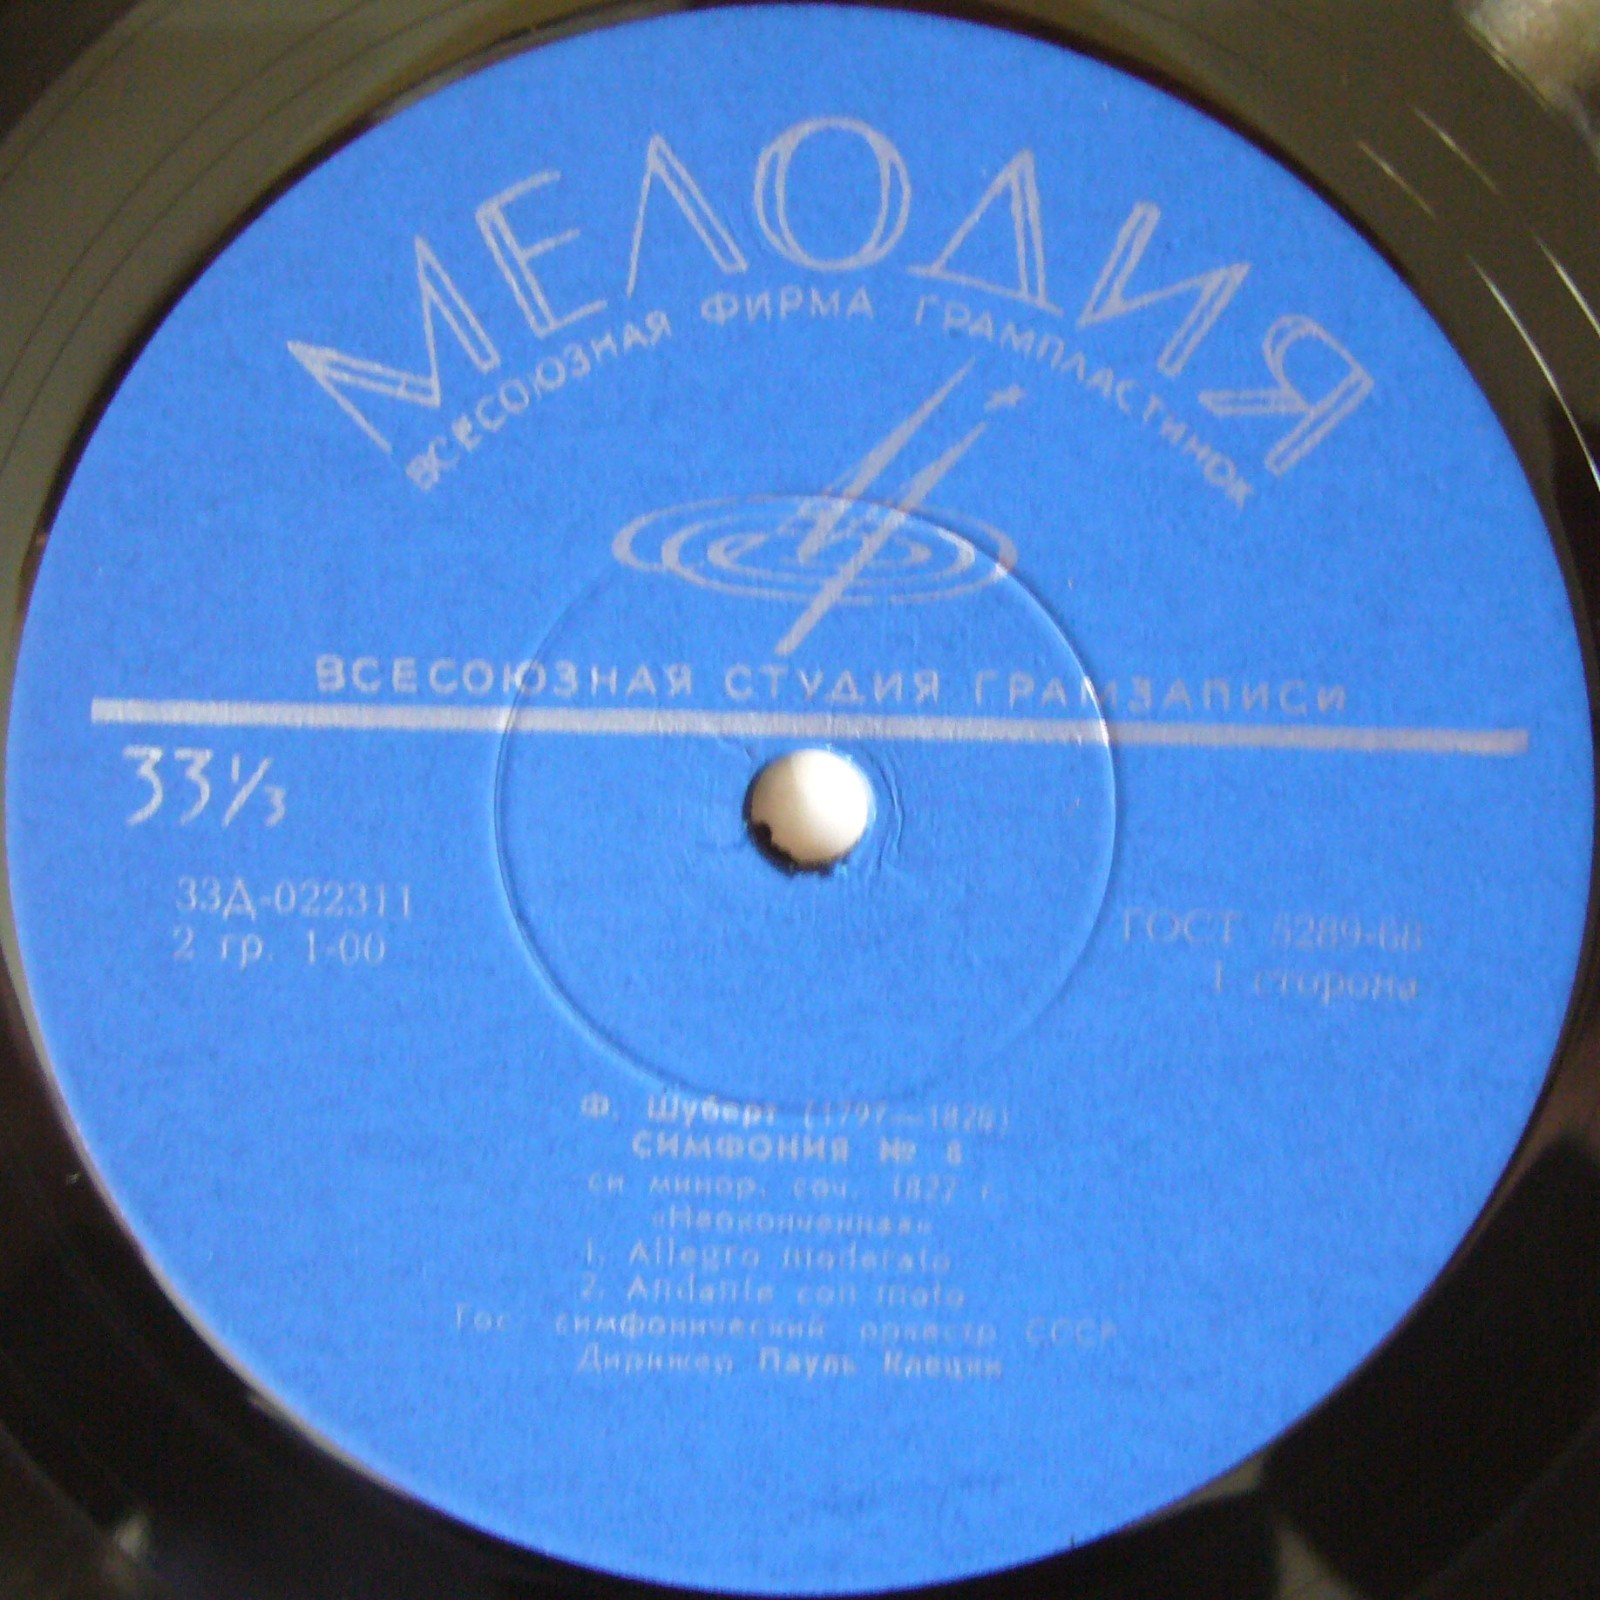 МЕЛОДИЯ
ВСЕСОЮЗНАЯ ФИРМА ГРАМПЛАСТИНОК
ВСЕСОЮЗНАЯ СТУДИЯ ГРАМЗАПИСИ
33 1/3
33Д-022311
2 гр. 1-00
ГОСТ 5289-68
1 сторона
Ф. Шуберт (1797—1828)
СИМФОНИЯ № 8
си минор, соч. 1822 г.
«Неоконченная»
1. Allegro moderato
2. Andante con moto
Гос. симфонический оркестр СССР
Дирижер Пауль Клецки